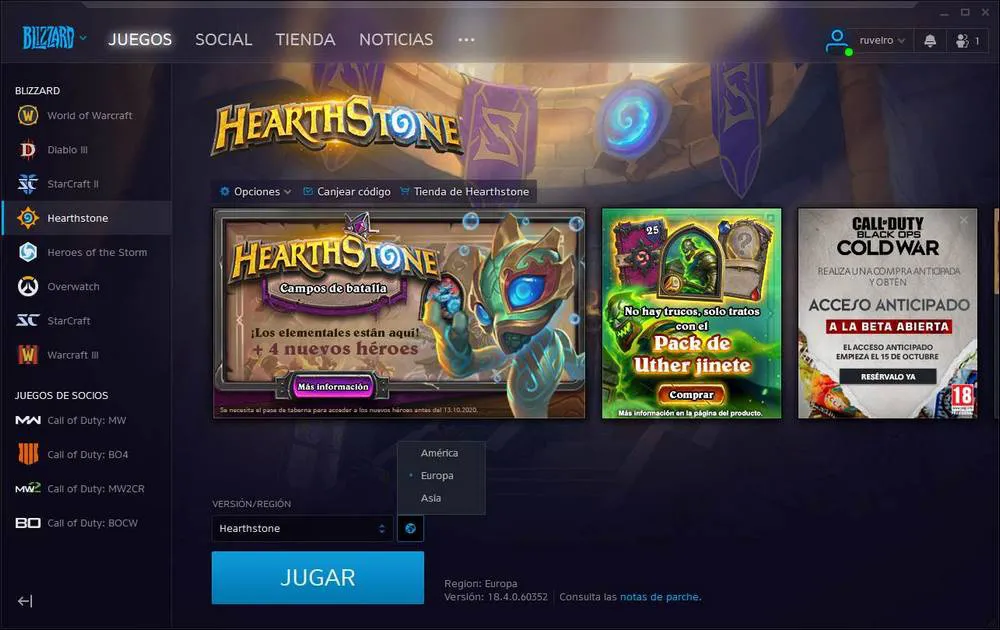 BLIZZARD
JUEGOS
SOCIAL
TIENDA
NOTICIAS
ruveiro
1
BLIZZARD
World of Warcraft
Diablo III
StarCraft II
Hearthstone
Heroes of the Storm
Overwatch
StarCraft
Warcraft III
JUEGOS DE SOCIOS
Call of Duty: MW
Call of Duty: BO4
MW2 Call of Duty: MW2CR
BO Call of Duty: BOCW
HEARTHSTONE
Opciones
Canjear código
Tienda de Hearthstone
HEARTHSTONE
Campos de batalla
¡Los elementales están aquí!
+ 4 nuevos héroes
Más información
Se necesita el pase de taberna para acceder a los nuevos héroes antes del 13.10.2020.
25
No hay trucos, solo tratos
con el
Pack de
Uther jinete
Comprar
Más información en la página del producto.
CALL OF DUTY
BLACK OPS
COLD WAR
REALIZA UNA COMPRA ANTICIPADA
Y OBTÉN
ACCESO ANTICIPADO
A LA BETA ABIERTA
EL ACCESO ANTICIPADO
EMPIEZA EL 15 DE OCTUBRE
RESÉRVALO YA
18
América
Europa
Asia
VERSIÓN/REGIÓN
Hearthstone
JUGAR
Region: Europa
Versión: 18.4.0.60352
Consulta las notas de parche.